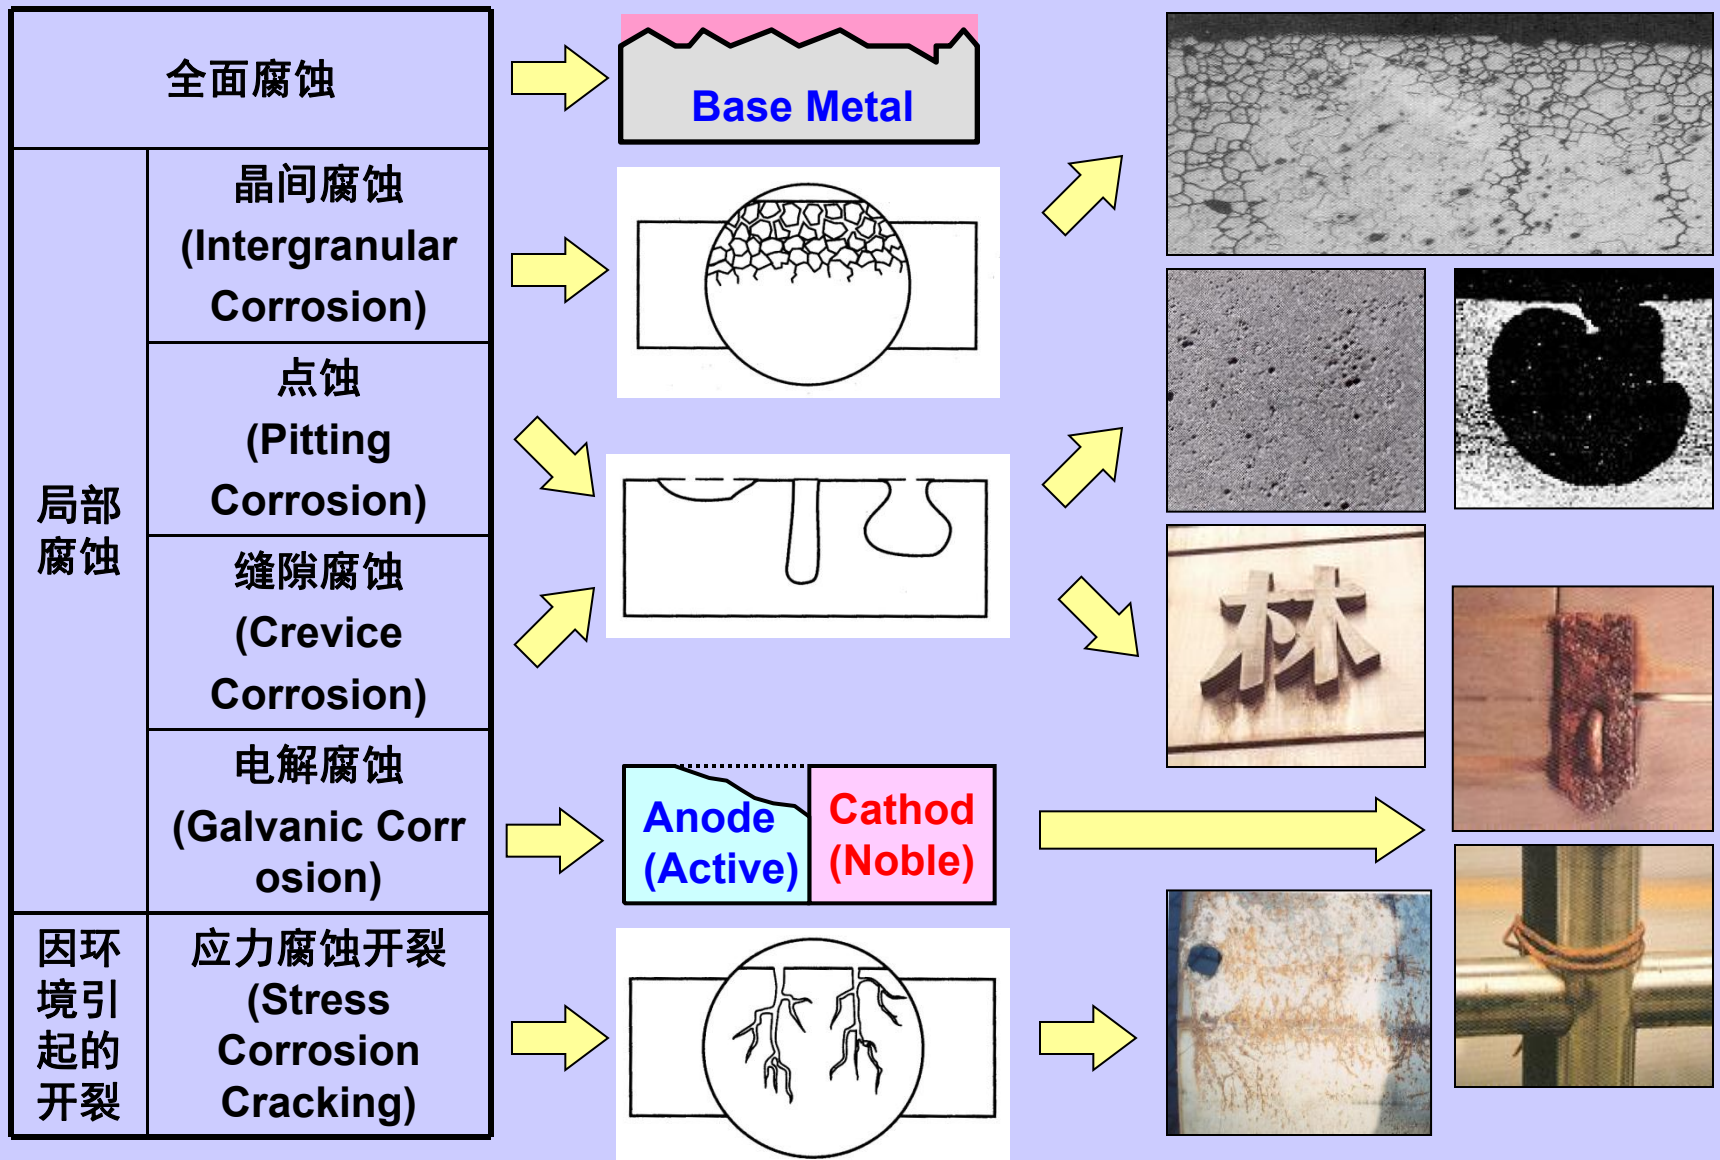 全面腐蚀
Base Metal
局部
腐蚀
晶间腐蚀
(Intergranular
Corrosion)
点蚀
(Pitting
Corrosion)
缝隙腐蚀
(Crevice
Corrosion)
林
电解腐蚀
(Galvanic Corr
osion)
Anode
(Active)
Cathod
(Noble)
因环
境引
起的
开裂
应力腐蚀开裂
(Stress
Corrosion
Cracking)